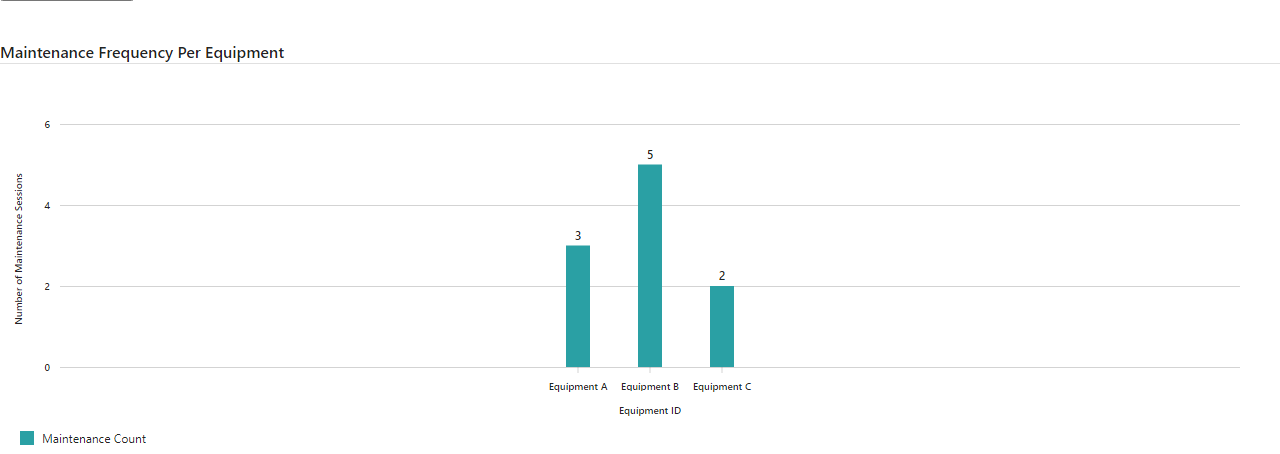 Maintenance Frequency Per Equipment
6
5
4
3
2
2
0
Number of Maintenance Sessions
Equipment A Equipment B Equipment C
Equipment ID
Maintenance Count